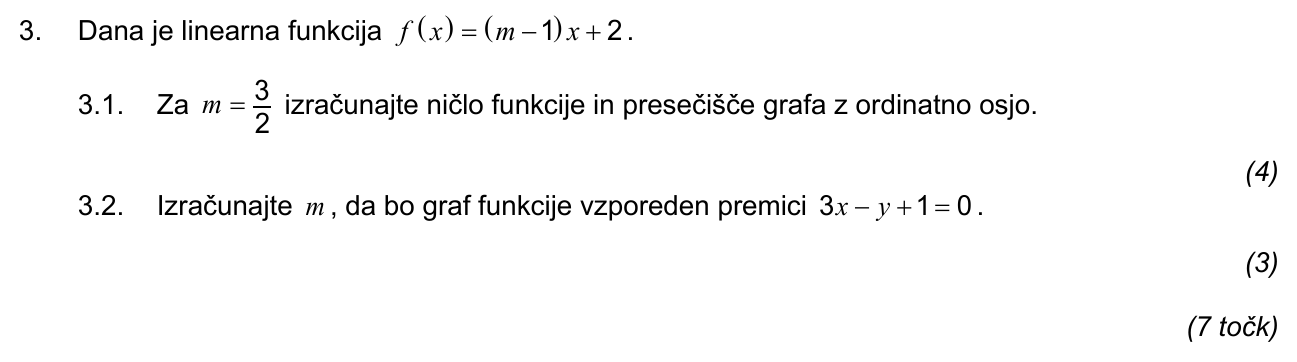 3. Dana je linearna funkcija f(x) = (m − 1)x + 2.
3.1. Za m = 3/2 izračunajte ničlo funkcije in presečišče grafa z ordinatno osjo.
(4)
3.2. Izračunajte m, da bo graf funkcije vzporeden premici 3x − y + 1 = 0.
(3)
(7 točk)